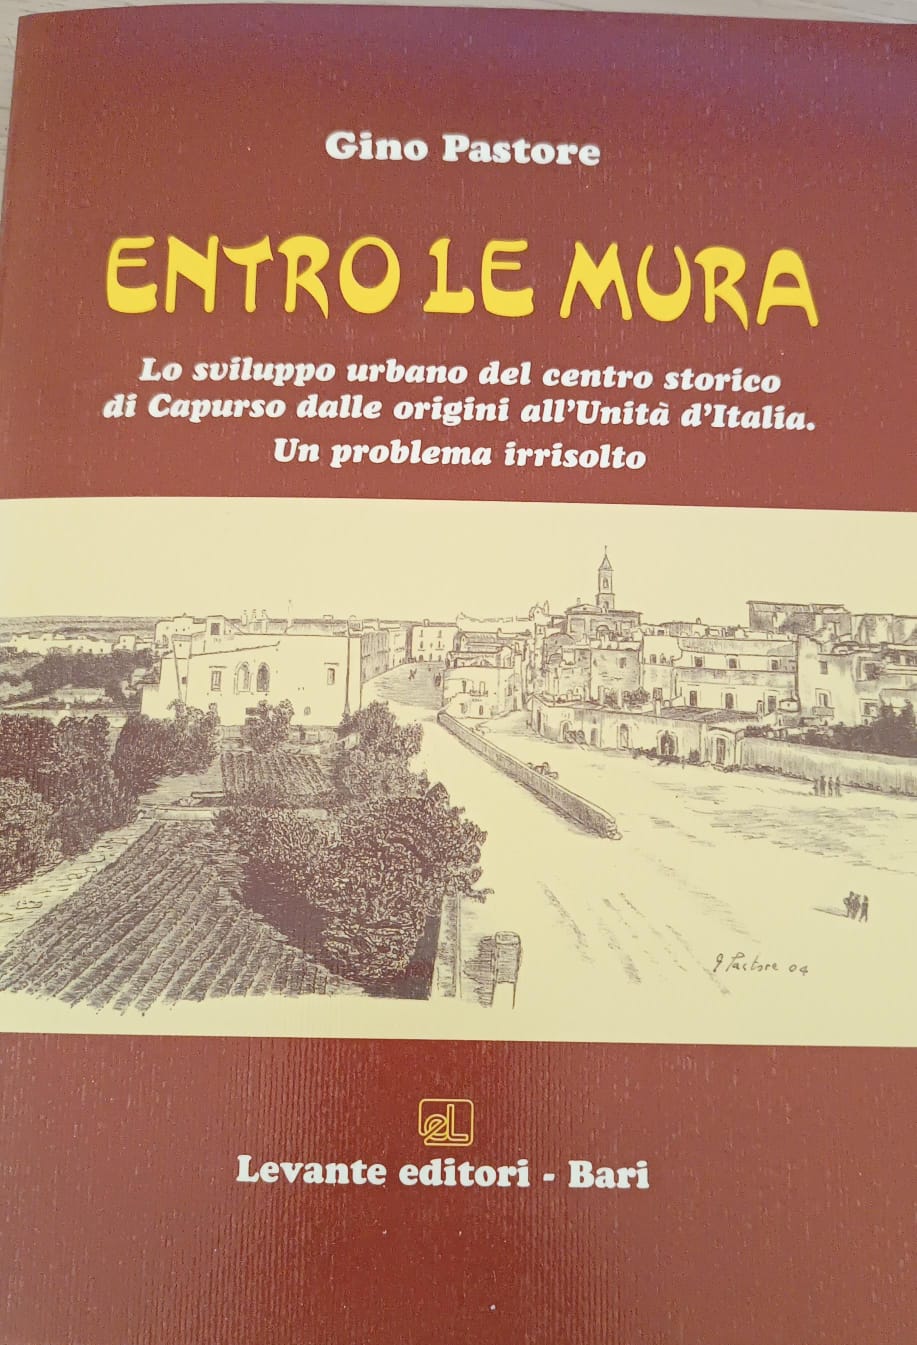 Gino Pastore
ENTRO LE MURA
Lo sviluppo urbano del centro storico
di Capurso dalle origini all'Unità d'Italia.
Un problema irrisolto
G Pastore 04
eL
Levante editori - Bari